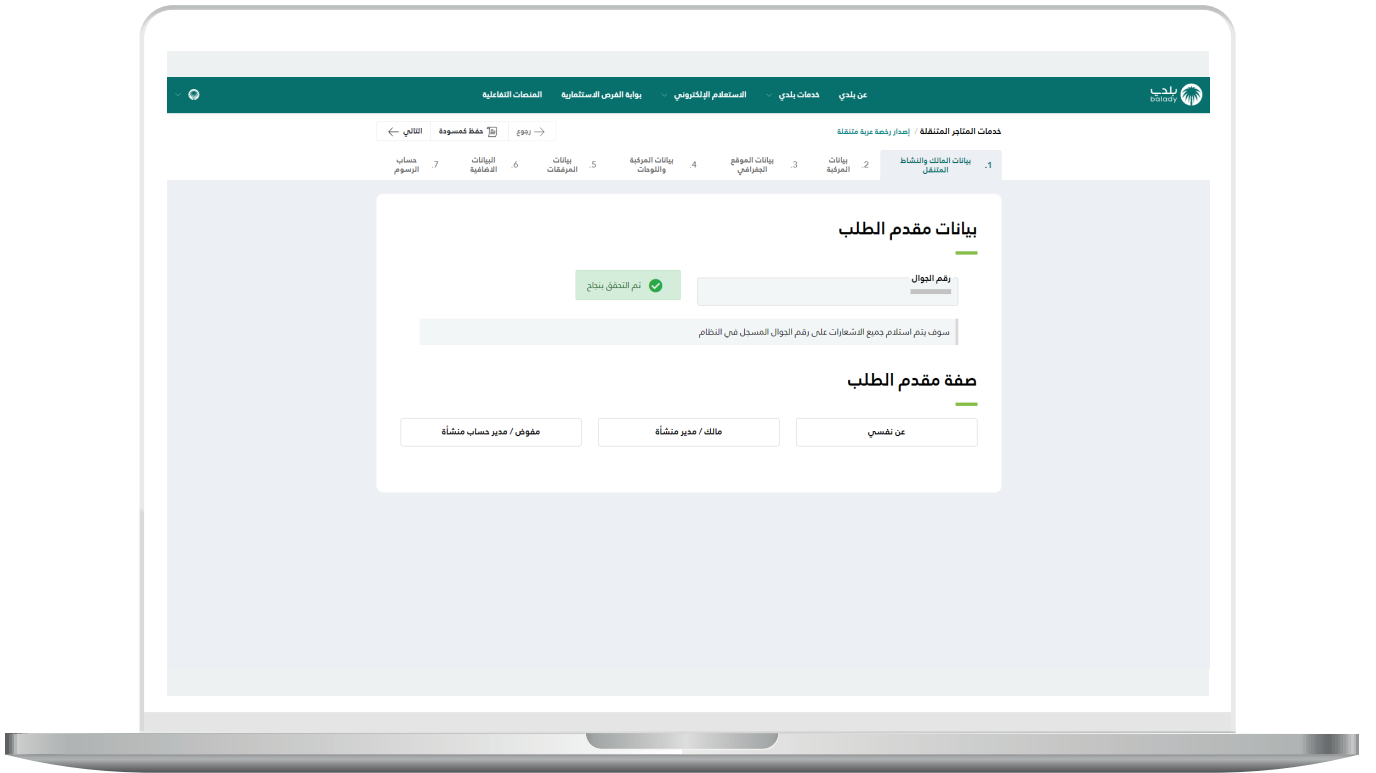 بلدي
balady
عن بلدي
خدمات بلدي
الاستعلام الإلكتروني
بوابة الفرص الاستثمارية
المنصات التفاعلية
خدمات المتاجر المتنقلة / إصدار رخصة عربة متنقلة
رجوع
حفظ كمسودة
التالي
1. بيانات المالك والنشاط
المتنقل
2. بيانات
المركبة
3. بيانات الموقع
الجغرافي
4. بيانات المركبة
واللوحات
5. بيانات
المرفقات
6. البيانات
الاضافية
7. حساب
الرسوم
بيانات مقدم الطلب
رقم الجوال
تم التحقق بنجاح
سوف يتم استلام جميع الاشعارات على رقم الجوال المسجل في النظام
صفة مقدم الطلب
عن نفسي
مالك / مدير منشأة
مفوض / مدير حساب منشأة